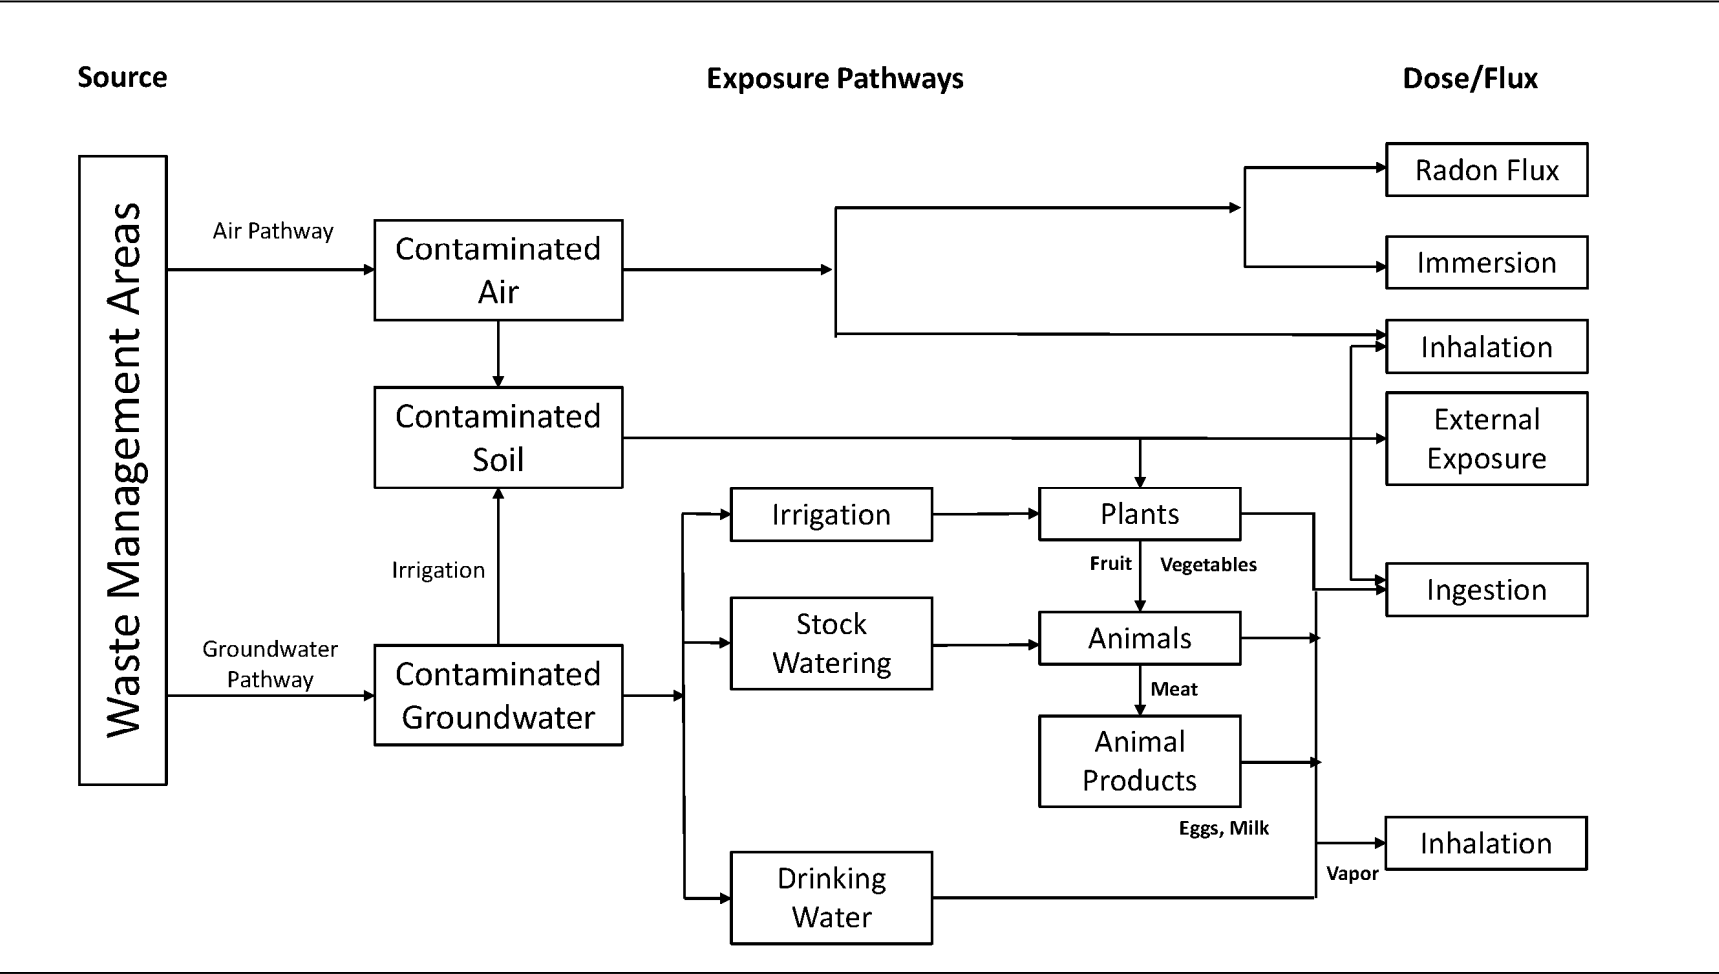 Source
Exposure Pathways
Dose/Flux
Waste Management Areas
Air Pathway
Contaminated
Air
Radon Flux
Immersion
Inhalation
Contaminated
Soil
External
Exposure
Irrigation
Irrigation
Plants
Fruit
Vegetables
Ingestion
Stock
Watering
Animals
Groundwater
Pathway
Contaminated
Groundwater
Meat
Animal
Products
Eggs, Milk
Drinking
Water
Inhalation
Vapor